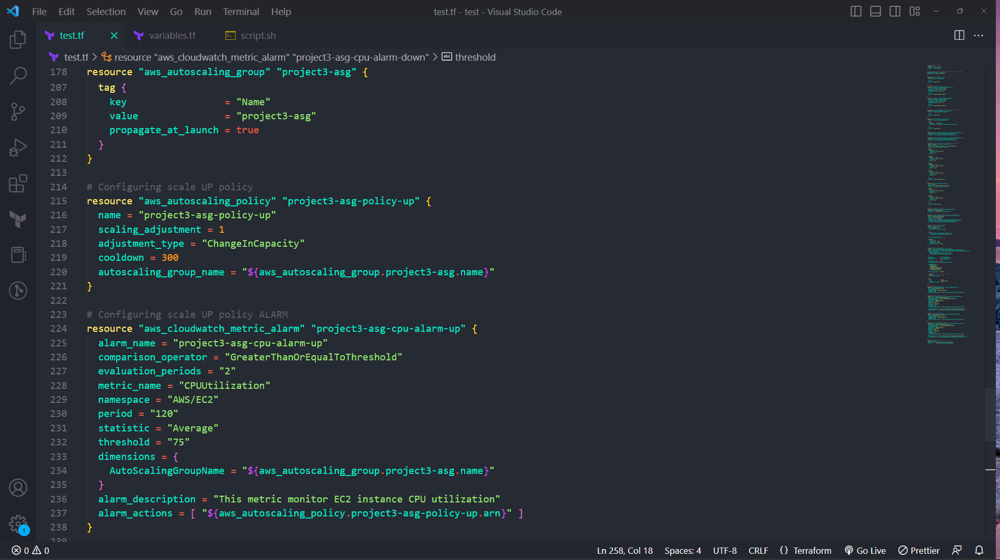 File Edit Selection View Go Run Terminal Help test.tf - test - Visual Studio Code
test.tf variables.tf script.sh
test.tf > resource "aws_cloudwatch_metric_alarm" "project3-asg-cpu-alarm-down" > abc threshold
178 resource "aws_autoscaling_group" "project3-asg" {
207 tag {
208 key = "Name"
209 value = "project3-asg"
210 propagate_at_launch = true
211 }
212 }
213
214 # Configuring scale UP policy
215 resource "aws_autoscaling_policy" "project3-asg-policy-up" {
216 name = "project3-asg-policy-up"
217 scaling_adjustment = 1
218 adjustment_type = "ChangeInCapacity"
219 cooldown = 300
220 autoscaling_group_name = "${aws_autoscaling_group.project3-asg.name}"
221 }
222
223 # Configuring scale UP policy ALARM
224 resource "aws_cloudwatch_metric_alarm" "project3-asg-cpu-alarm-up" {
225 alarm_name = "project3-asg-cpu-alarm-up"
226 comparison_operator = "GreaterThanOrEqualToThreshold"
227 evaluation_periods = "2"
228 metric_name = "CPUUtilization"
229 namespace = "AWS/EC2"
230 period = "120"
231 statistic = "Average"
232 threshold = "75"
233 dimensions = {
234 AutoScalingGroupName = "${aws_autoscaling_group.project3-asg.name}"
235 }
236 alarm_description = "This metric monitor EC2 instance CPU utilization"
237 alarm_actions = [ "${aws_autoscaling_policy.project3-asg-policy-up.arn}" ]
238 }
239
1
0 0 Ln 258, Col 18 Spaces: 4 UTF-8 CRLF {} Terraform Go Live Prettier